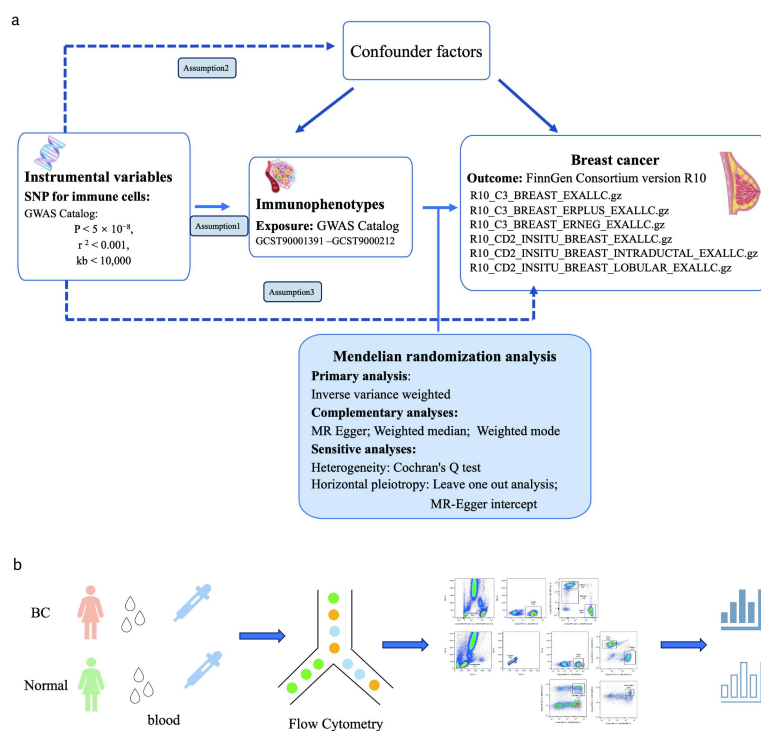 a
Confounder factors
Assumption2
Instrumental variables
SNP for immune cells:
GWAS Catalog:
P < 5 × 10⁻⁸,
r ² < 0.001,
kb < 10,000
Assumption1
Immunophenotypes
Exposure: GWAS Catalog
GCST90001391 –GCST9000212
Breast cancer
Outcome: FinnGen Consortium version R10
R10_C3_BREAST_EXALLC.gz
R10_C3_BREAST_ERPLUS_EXALLC.gz
R10_C3_BREAST_ERNEG_EXALLC.gz
R10_CD2_INSITU_BREAST_EXALLC.gz
R10_CD2_INSITU_BREAST_INTRADUCTAL_EXALLC.gz
R10_CD2_INSITU_BREAST_LOBULAR_EXALLC.gz
Assumption3
Mendelian randomization analysis
Primary analysis:
Inverse variance weighted
Complementary analyses:
MR Egger; Weighted median; Weighted mode
Sensitive analyses:
Heterogeneity: Cochran's Q test
Horizontal pleiotropy: Leave one out analysis;
MR-Egger intercept
b
BC
Normal
blood
Flow Cytometry